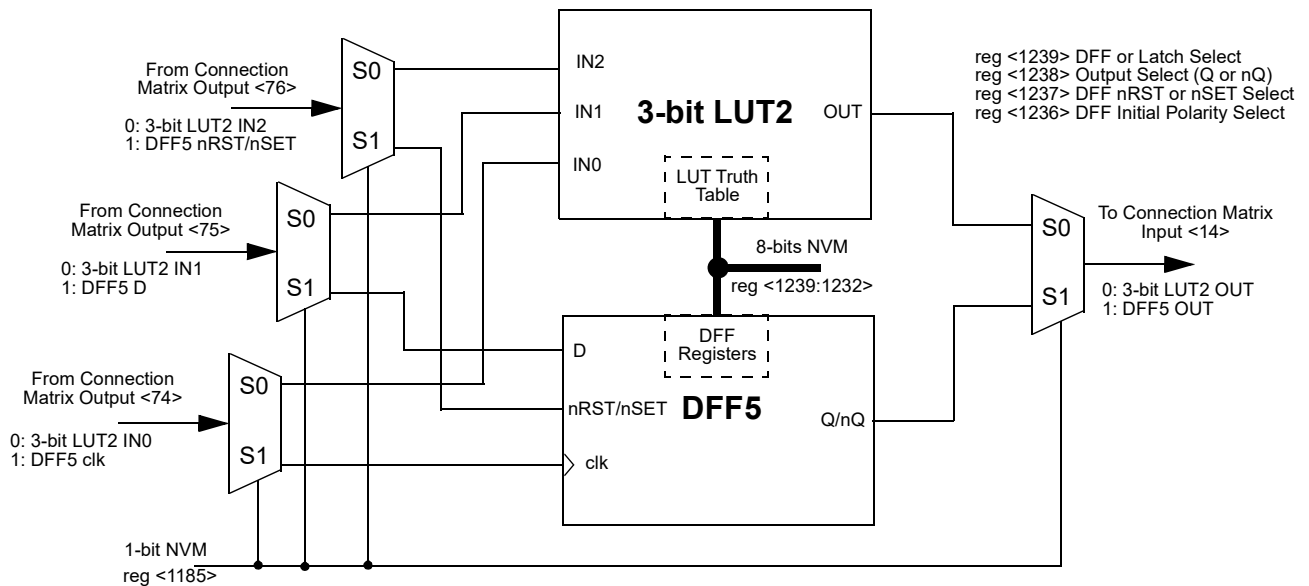 From Connection
Matrix Output <76>
0: 3-bit LUT2 IN2
1: DFF5 nRST/nSET
S0
S1
From Connection
Matrix Output <75>
0: 3-bit LUT2 IN1
1: DFF5 D
S0
S1
From Connection
Matrix Output <74>
0: 3-bit LUT2 IN0
1: DFF5 clk
S0
S1
1-bit NVM
reg <1185>
IN2
IN1
IN0
3-bit LUT2
OUT
LUT Truth
Table
8-bits NVM
reg <1239:1232>
DFF
Registers
D
nRST/nSET
clk
DFF5
Q/nQ
reg <1239> DFF or Latch Select
reg <1238> Output Select (Q or nQ)
reg <1237> DFF nRST or nSET Select
reg <1236> DFF Initial Polarity Select
S0
S1
To Connection Matrix
Input <14>
0: 3-bit LUT2 OUT
1: DFF5 OUT